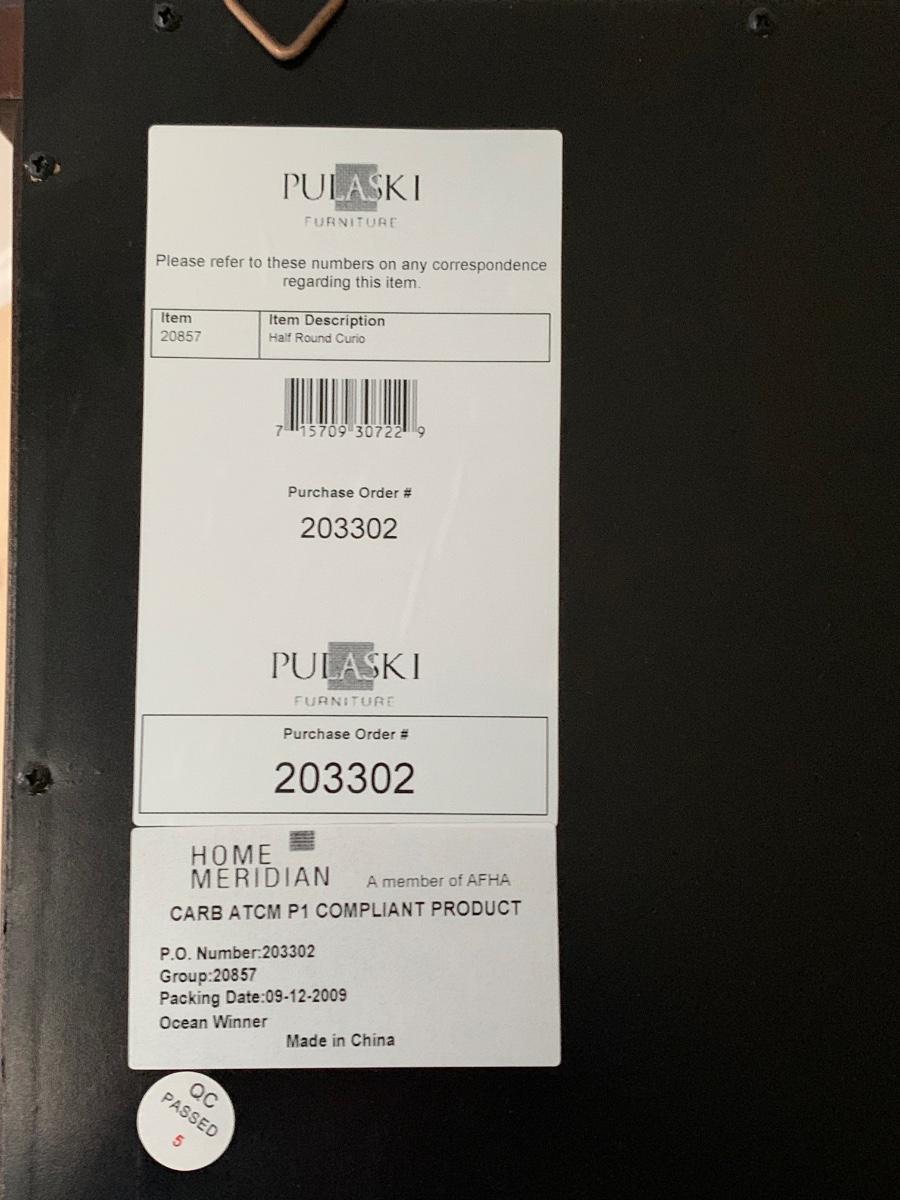 PULASKI
FURNITURE
Please refer to these numbers on any correspondence
regarding this item.
Item Item Description
20857 Half Round Curio
7 15709 30722 9
Purchase Order #
203302
PULASKI
FURNITURE
Purchase Order #
203302
HOME
MERIDIAN A member of AFHA
CARB ATCM P1 COMPLIANT PRODUCT
P.O. Number:203302
Group:20857
Packing Date:09-12-2009
Ocean Winner
Made in China
QC
PASSED
5